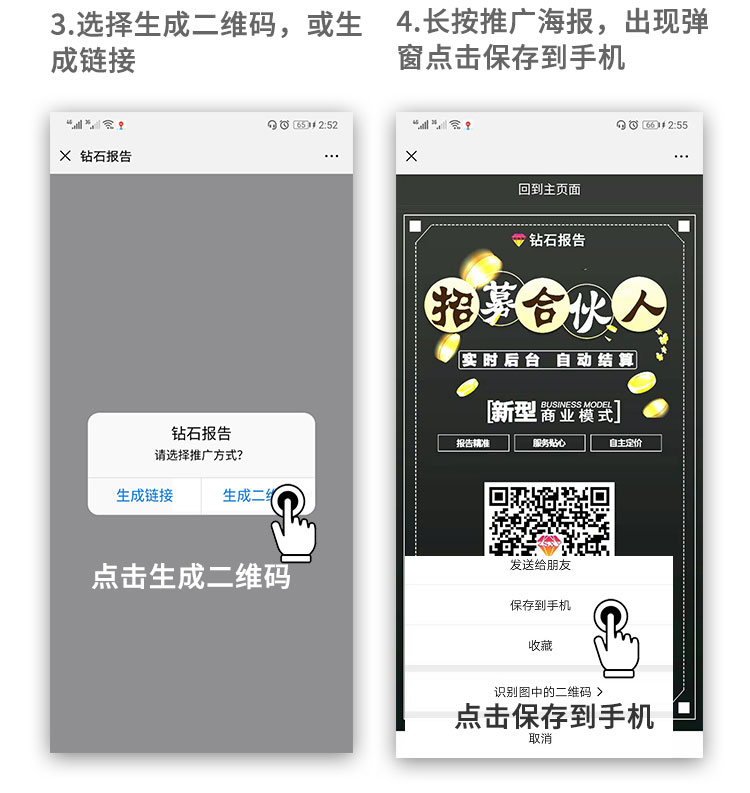 3.选择生成二维码，或生
成链接
4.长按推广海报，出现弹
窗点击保存到手机
4G 3G 65 2:52
钻石报告
钻石报告
请选择推广方式？
生成链接 生成二维
点击生成二维码
4G 3G 66 2:55
回到主页面
钻石报告
招募合伙人
实时后台 自动结算
[新型 BUSINESS MODEL
商业模式]
报告精准 服务贴心 自主定价
发送给朋友
保存到手机
收藏
识别图中的二维码
点击保存到手机
取消